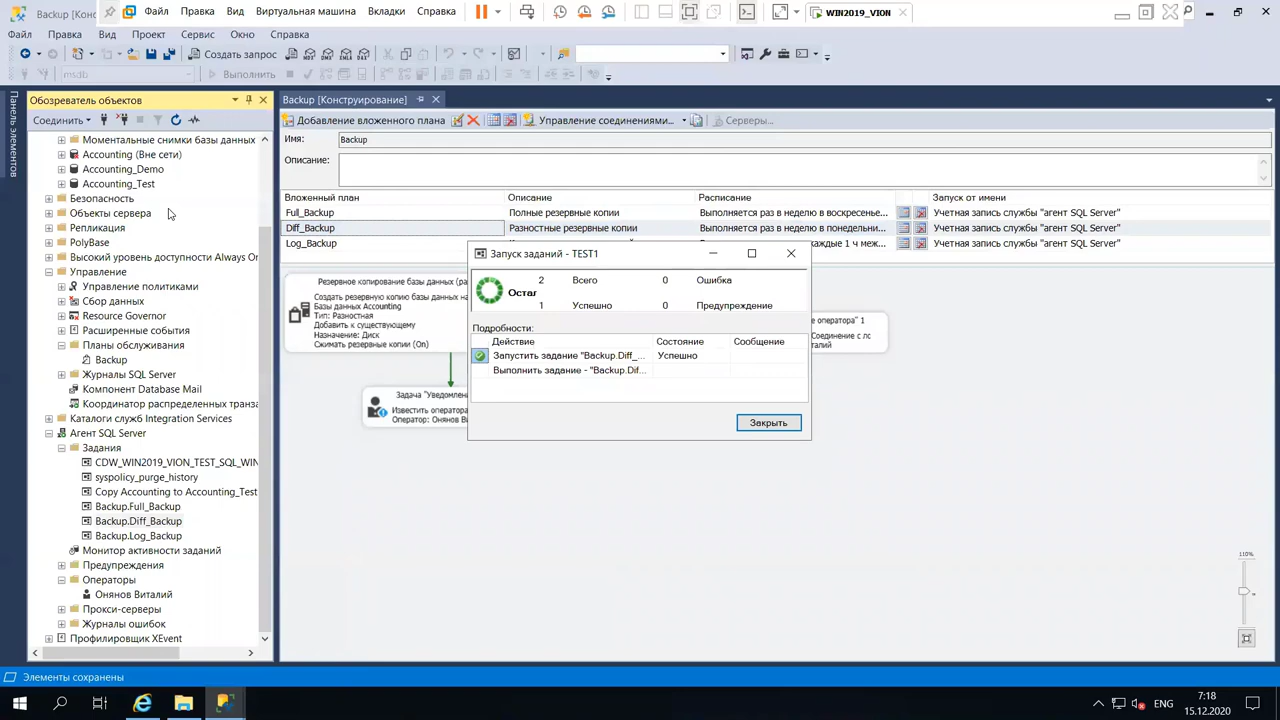 Backup [Конс
Файл Правка Вид Виртуальная машина Вкладки Справка
WIN2019_VION
Файл Правка Вид Проект Сервис Окно Справка
Создать запрос
msdb
Выполнить
Панель элементов
Обозреватель объектов
Соединить
Моментальные снимки базы данных
Accounting (Вне сети)
Accounting_Demo
Accounting_Test
Безопасность
Объекты сервера
Репликация
PolyBase
Высокий уровень доступности Always Or
Управление
Управление политиками
Сбор данных
Resource Governor
Расширенные события
Планы обслуживания
Backup
Журналы SQL Server
Компонент Database Mail
Координатор распределенных транза
Каталоги служб Integration Services
Агент SQL Server
Задания
CDW_WIN2019_VION_TEST_SQL_WIN
syspolicy_purge_history
Copy Accounting to Accounting_Test
Backup.Full_Backup
Backup.Diff_Backup
Backup.Log_Backup
Монитор активности заданий
Предупреждения
Операторы
Онянов Виталий
Прокси-серверы
Журналы ошибок
Профилировщик XEvent
Backup [Конструирование]
Добавление вложенного плана Управление соединениями... Серверы...
Имя: Backup
Описание:
Вложенный план Описание Расписание Запуск от имени
Full_Backup Полные резервные копии Выполняется раз в неделю в воскресенье... Учетная запись службы "агент SQL Server"
Diff_Backup Разностные резервные копии Выполняется раз в неделю в понедельни... Учетная запись службы "агент SQL Server"
Log_Backup каждые 1 ч меж... Учетная запись службы "агент SQL Server"
Резервное копирование базы данных (ра
Создать резервную копию базы данных на
Базы данных Accounting
Тип: Разностная
Добавить к существующему
Назначение: Диск
Сжимать резервные копии (On)
Задача "Уведомлен
Известить оператора
Оператор: Онянов Ви
е оператора" 1
Соединение с лс
талий
Запуск заданий - TEST1
Остал
2 Всего 0 Ошибка
1 Успешно 0 Предупреждение
Подробности:
Действие Состояние Сообщение
Запустить задание "Backup.Diff_... Успешно
Выполнить задание - "Backup.Dif...
Закрыть
110%
Элементы сохранены
ENG
7:18
15.12.2020